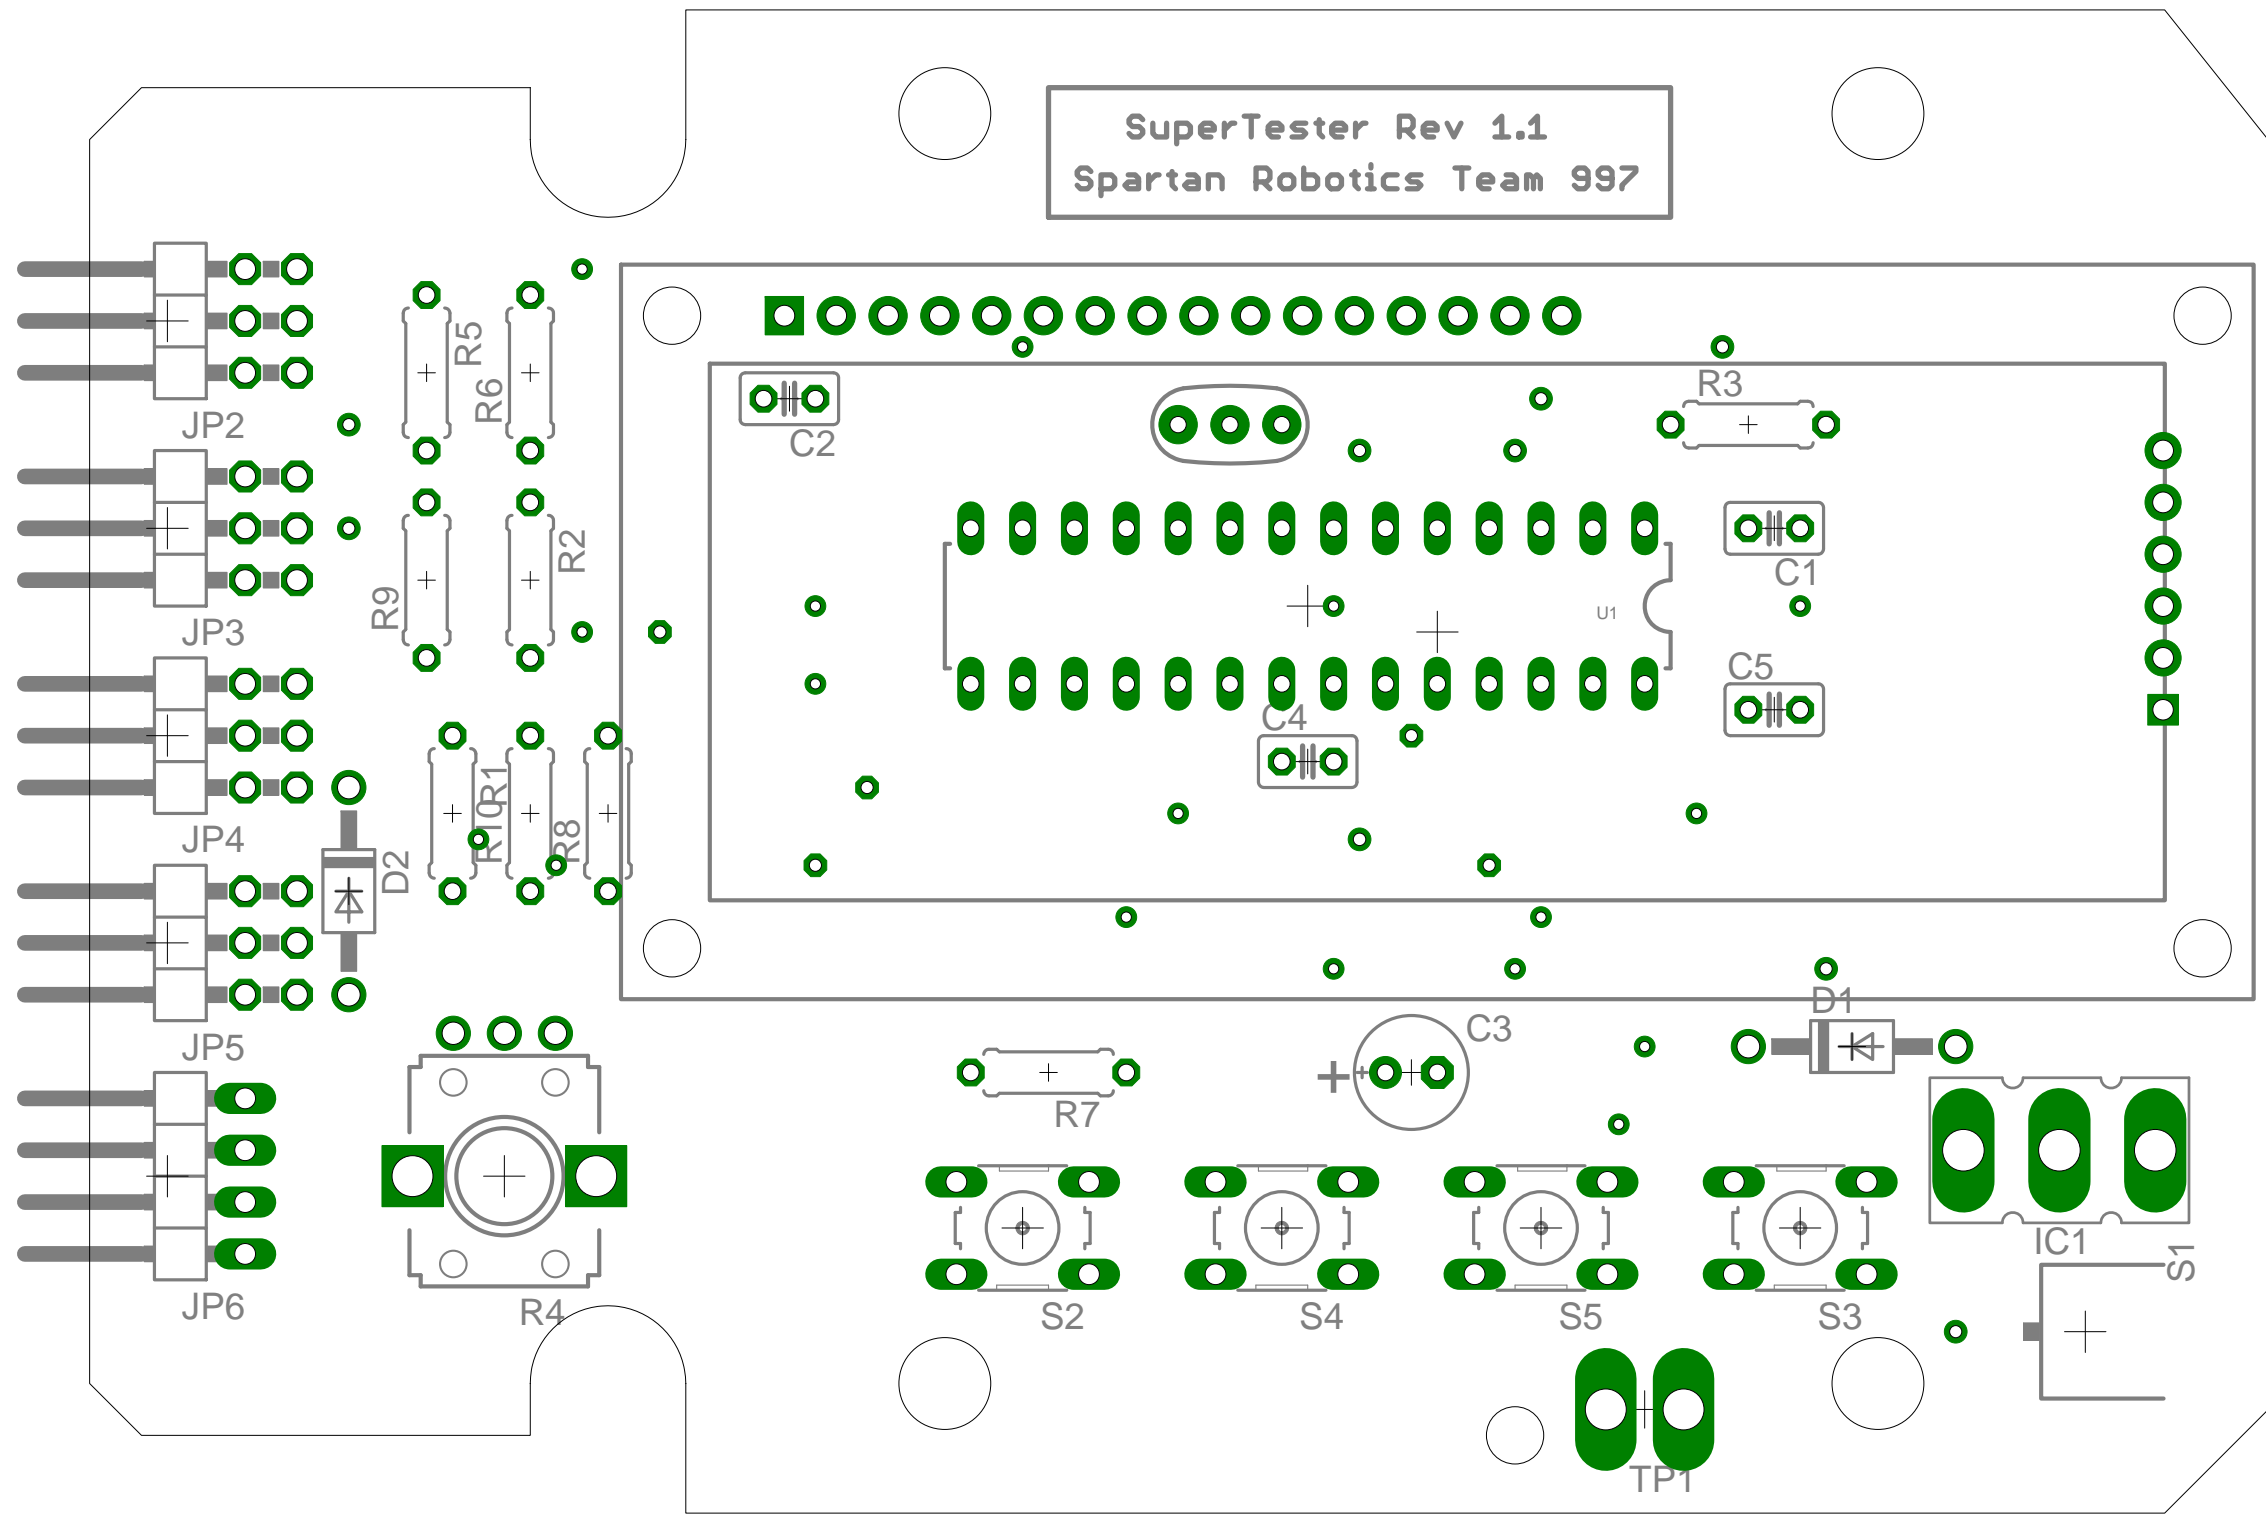 SuperTester Rev 1.1
Spartan Robotics Team 997
R5
R6
R3
JP2
C2
R2
C1
R9
U1
JP3
C5
C4
R1
R10
R8
JP4
D2
D1
C3
JP5
R7
IC1
S1
JP6
R4
S2
S4
S5
S3
TP1
+
+